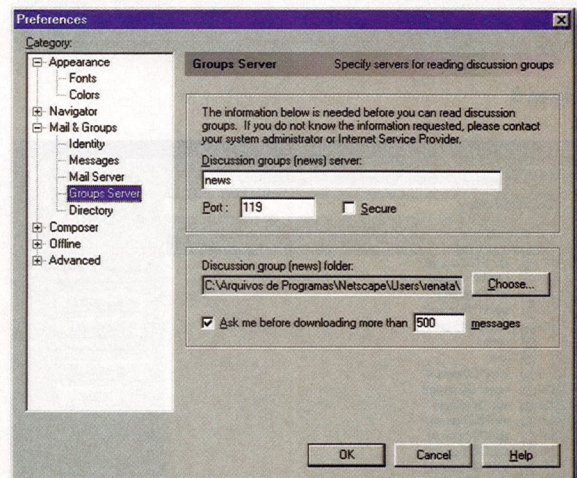 Preferences
Category:
Appearance
Fonts
Colors
Navigator
Mail & Groups
Identity
Messages
Mail Server
Groups Server
Directory
Composer
Offline
Advanced
Groups Server Specify servers for reading discussion groups
The information below is needed before you can read discussion
groups. If you do not know the information requested, please contact
your system administrator or Internet Service Provider.
Discussion groups (news) server:
news
Port: 119 Secure
Discussion group (news) folder:
C:\Arquivos de Programas\Netscape\Users\renata\ Choose...
Ask me before downloading more than 500 messages
OK Cancel Help